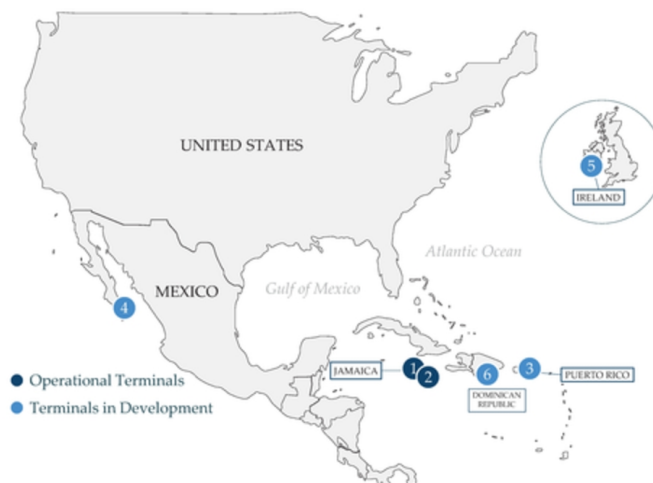 UNITED STATES
5
IRELAND
Atlantic Ocean
MEXICO
Gulf of Mexico
4
JAMAICA
1
2
6
3
PUERTO RICO
DOMINICAN
REPUBLIC
Operational Terminals
Terminals in Development